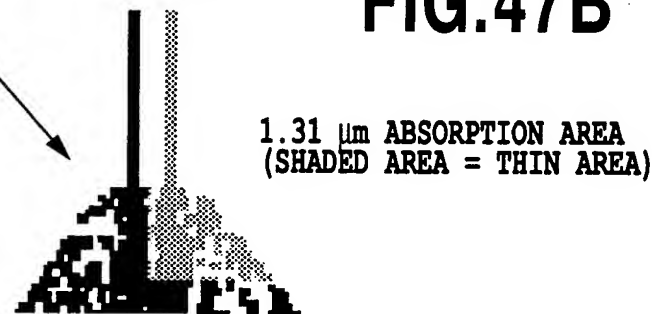 FIG.47B
1.31 µm ABSORPTION AREA
(SHADED AREA = THIN AREA)